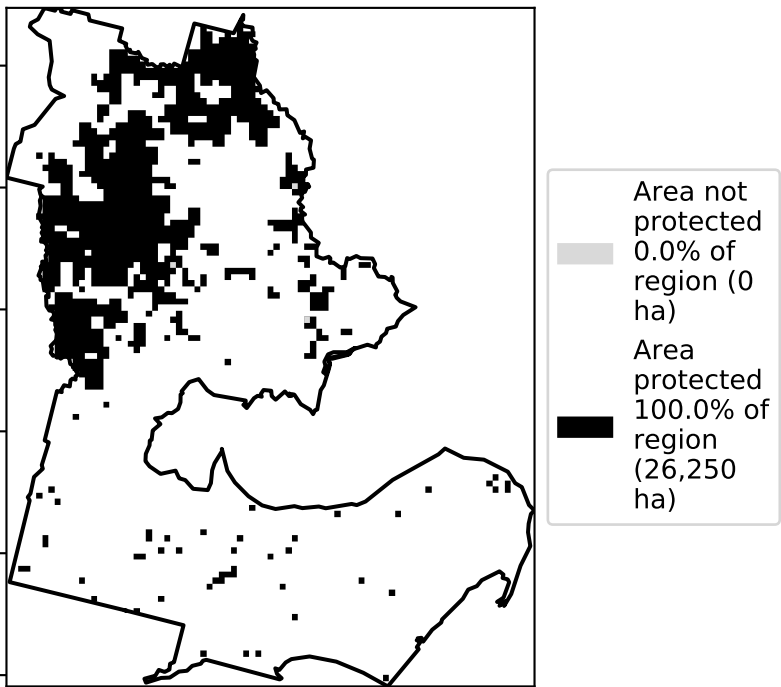 Area not
protected
0.0% of
region (0
ha)
Area
protected
100.0% of
region
(26,250
ha)